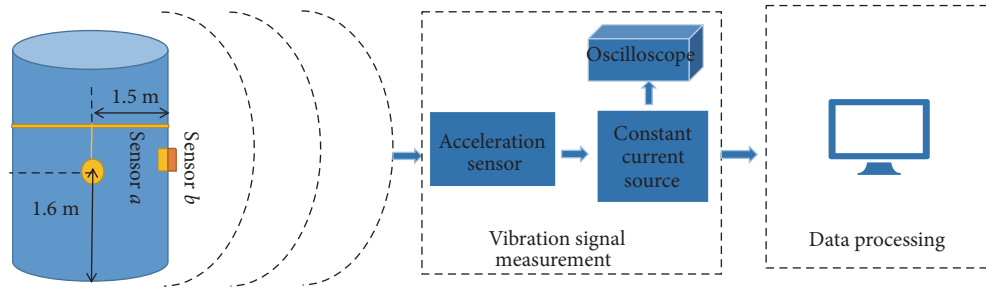 1.5 m
Sensor a
Sensor b
1.6 m
Oscilloscope
Acceleration
sensor
Constant
current
source
Vibration signal
measurement
Data processing